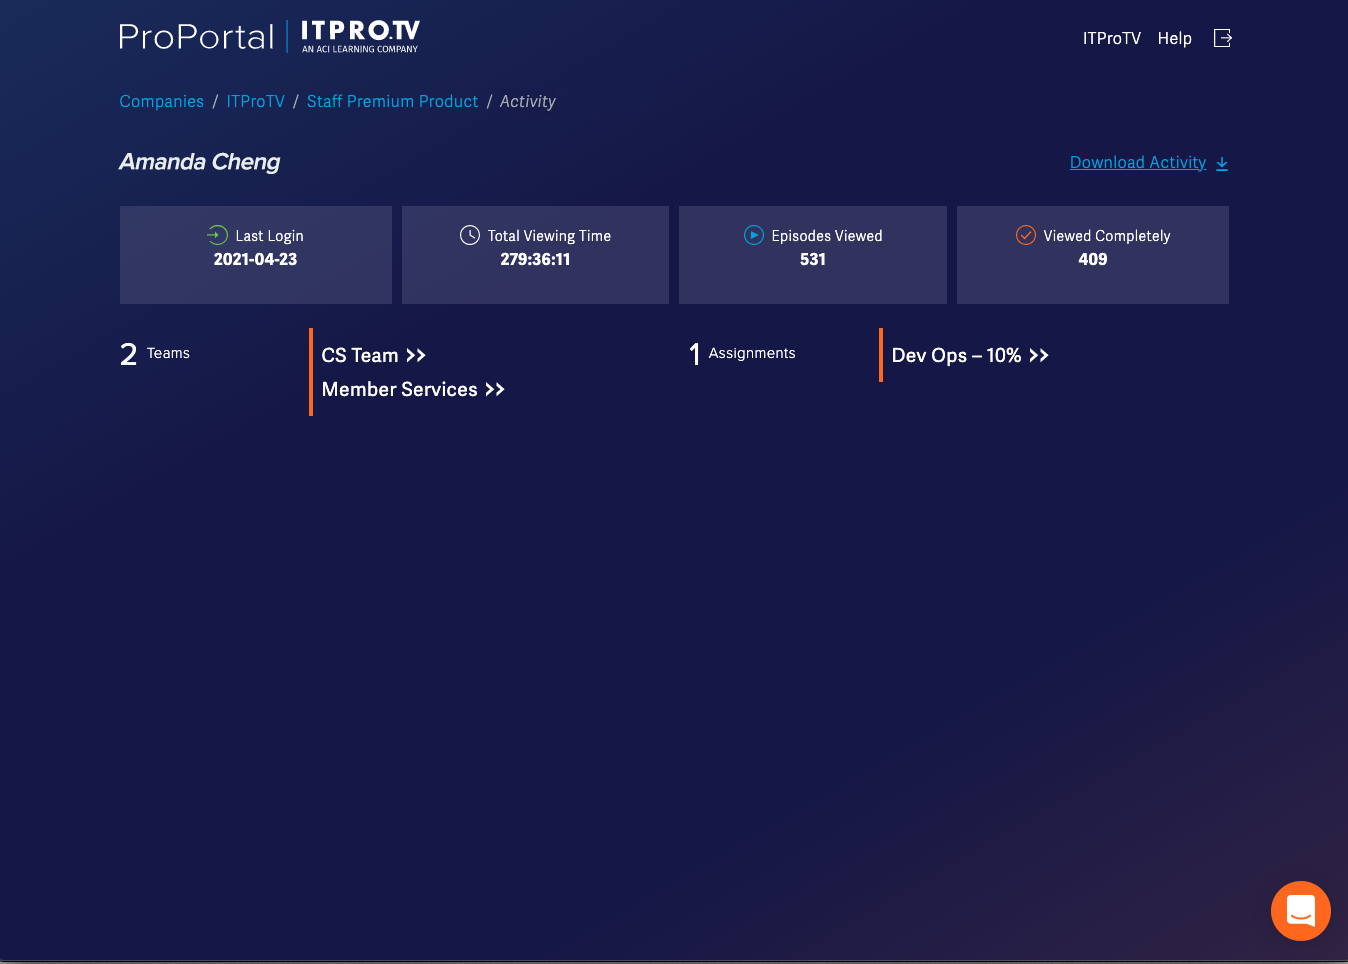 ProPortal ITPRO.TV
AN ACI LEARNING COMPANY
ITProTV Help
Companies / ITProTV / Staff Premium Product / Activity
Amanda Cheng
Download Activity
Last Login
2021-04-23
Total Viewing Time
279:36:11
Episodes Viewed
531
Viewed Completely
409
2 Teams
CS Team >>
Member Services >>
1 Assignments
Dev Ops – 10% >>